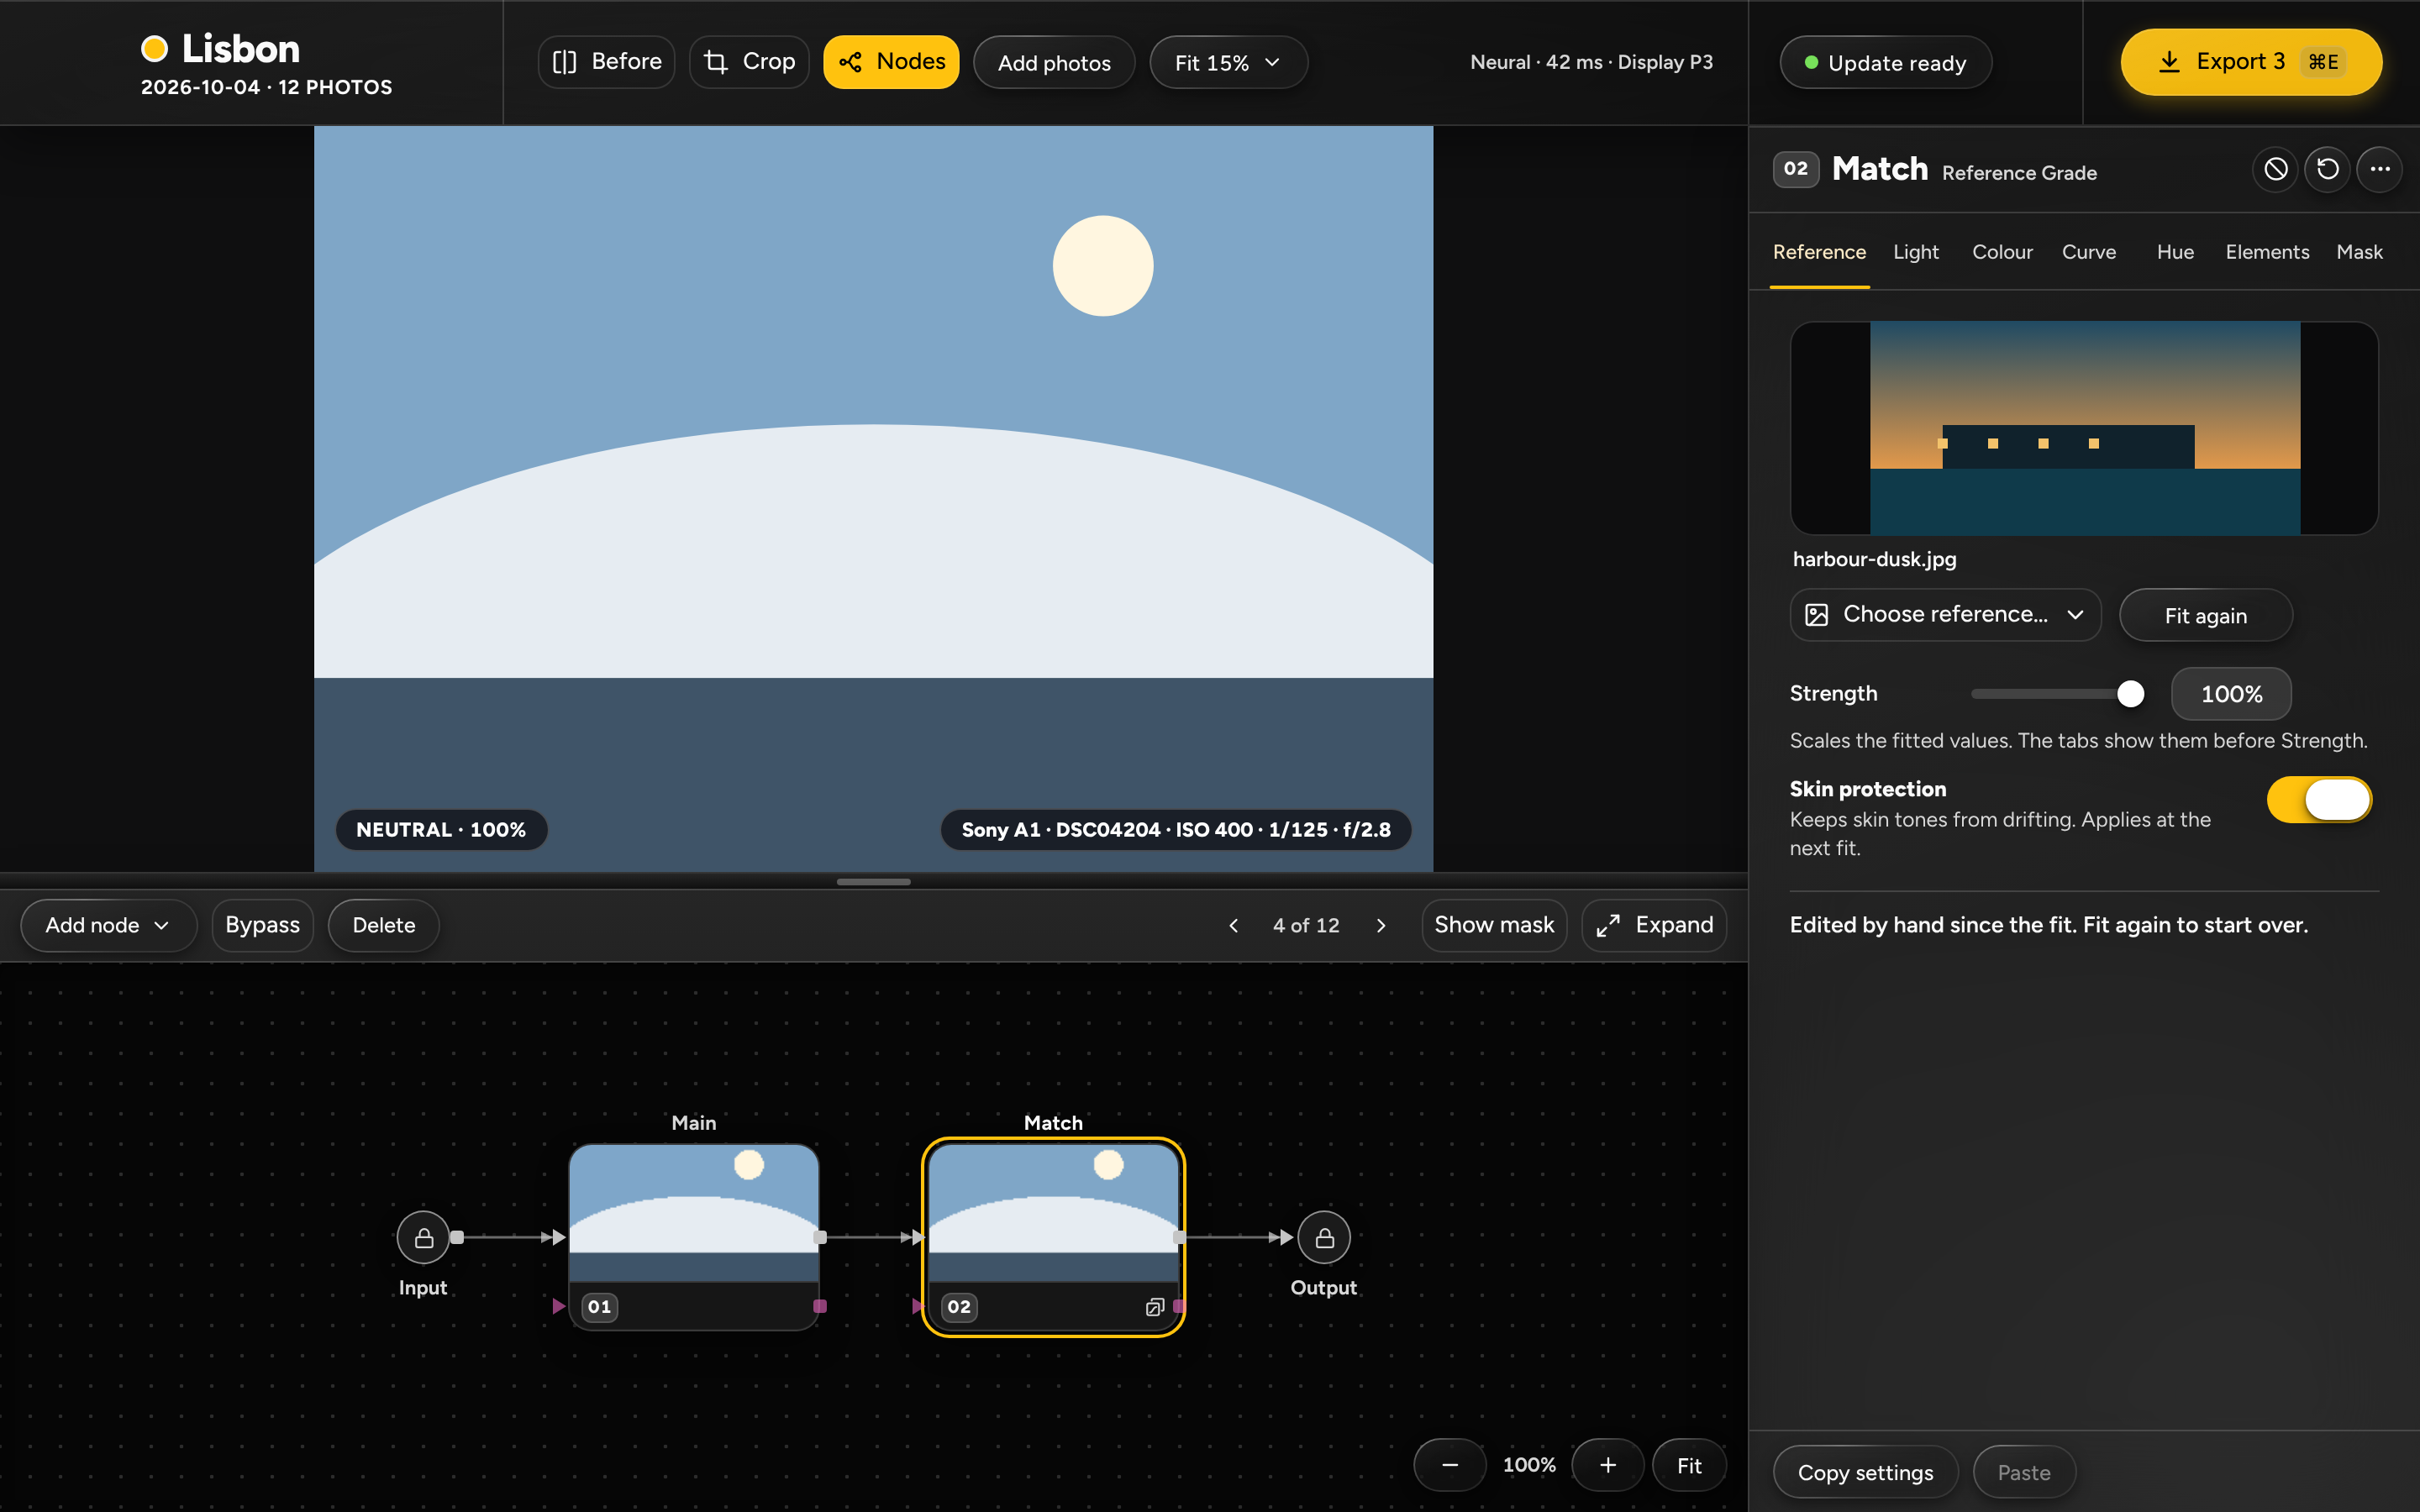 Lisbon
2026-10-04 · 12 PHOTOS
Before
Crop
Nodes
Add photos
Fit 15%
Neural · 42 ms · Display P3
Update ready
Export 3 ⌘E
02 Match Reference Grade
Reference
Light
Colour
Curve
Hue
Elements
Mask
harbour-dusk.jpg
Choose reference...
Fit again
Strength
100%
Scales the fitted values. The tabs show them before Strength.
Skin protection
Keeps skin tones from drifting. Applies at the
next fit.
Edited by hand since the fit. Fit again to start over.
NEUTRAL · 100%
Sony A1 · DSC04204 · ISO 400 · 1/125 · f/2.8
Add node
Bypass
Delete
4 of 12
Show mask
Expand
Main
Match
Input
Output
01
02
100%
Fit
Copy settings
Paste